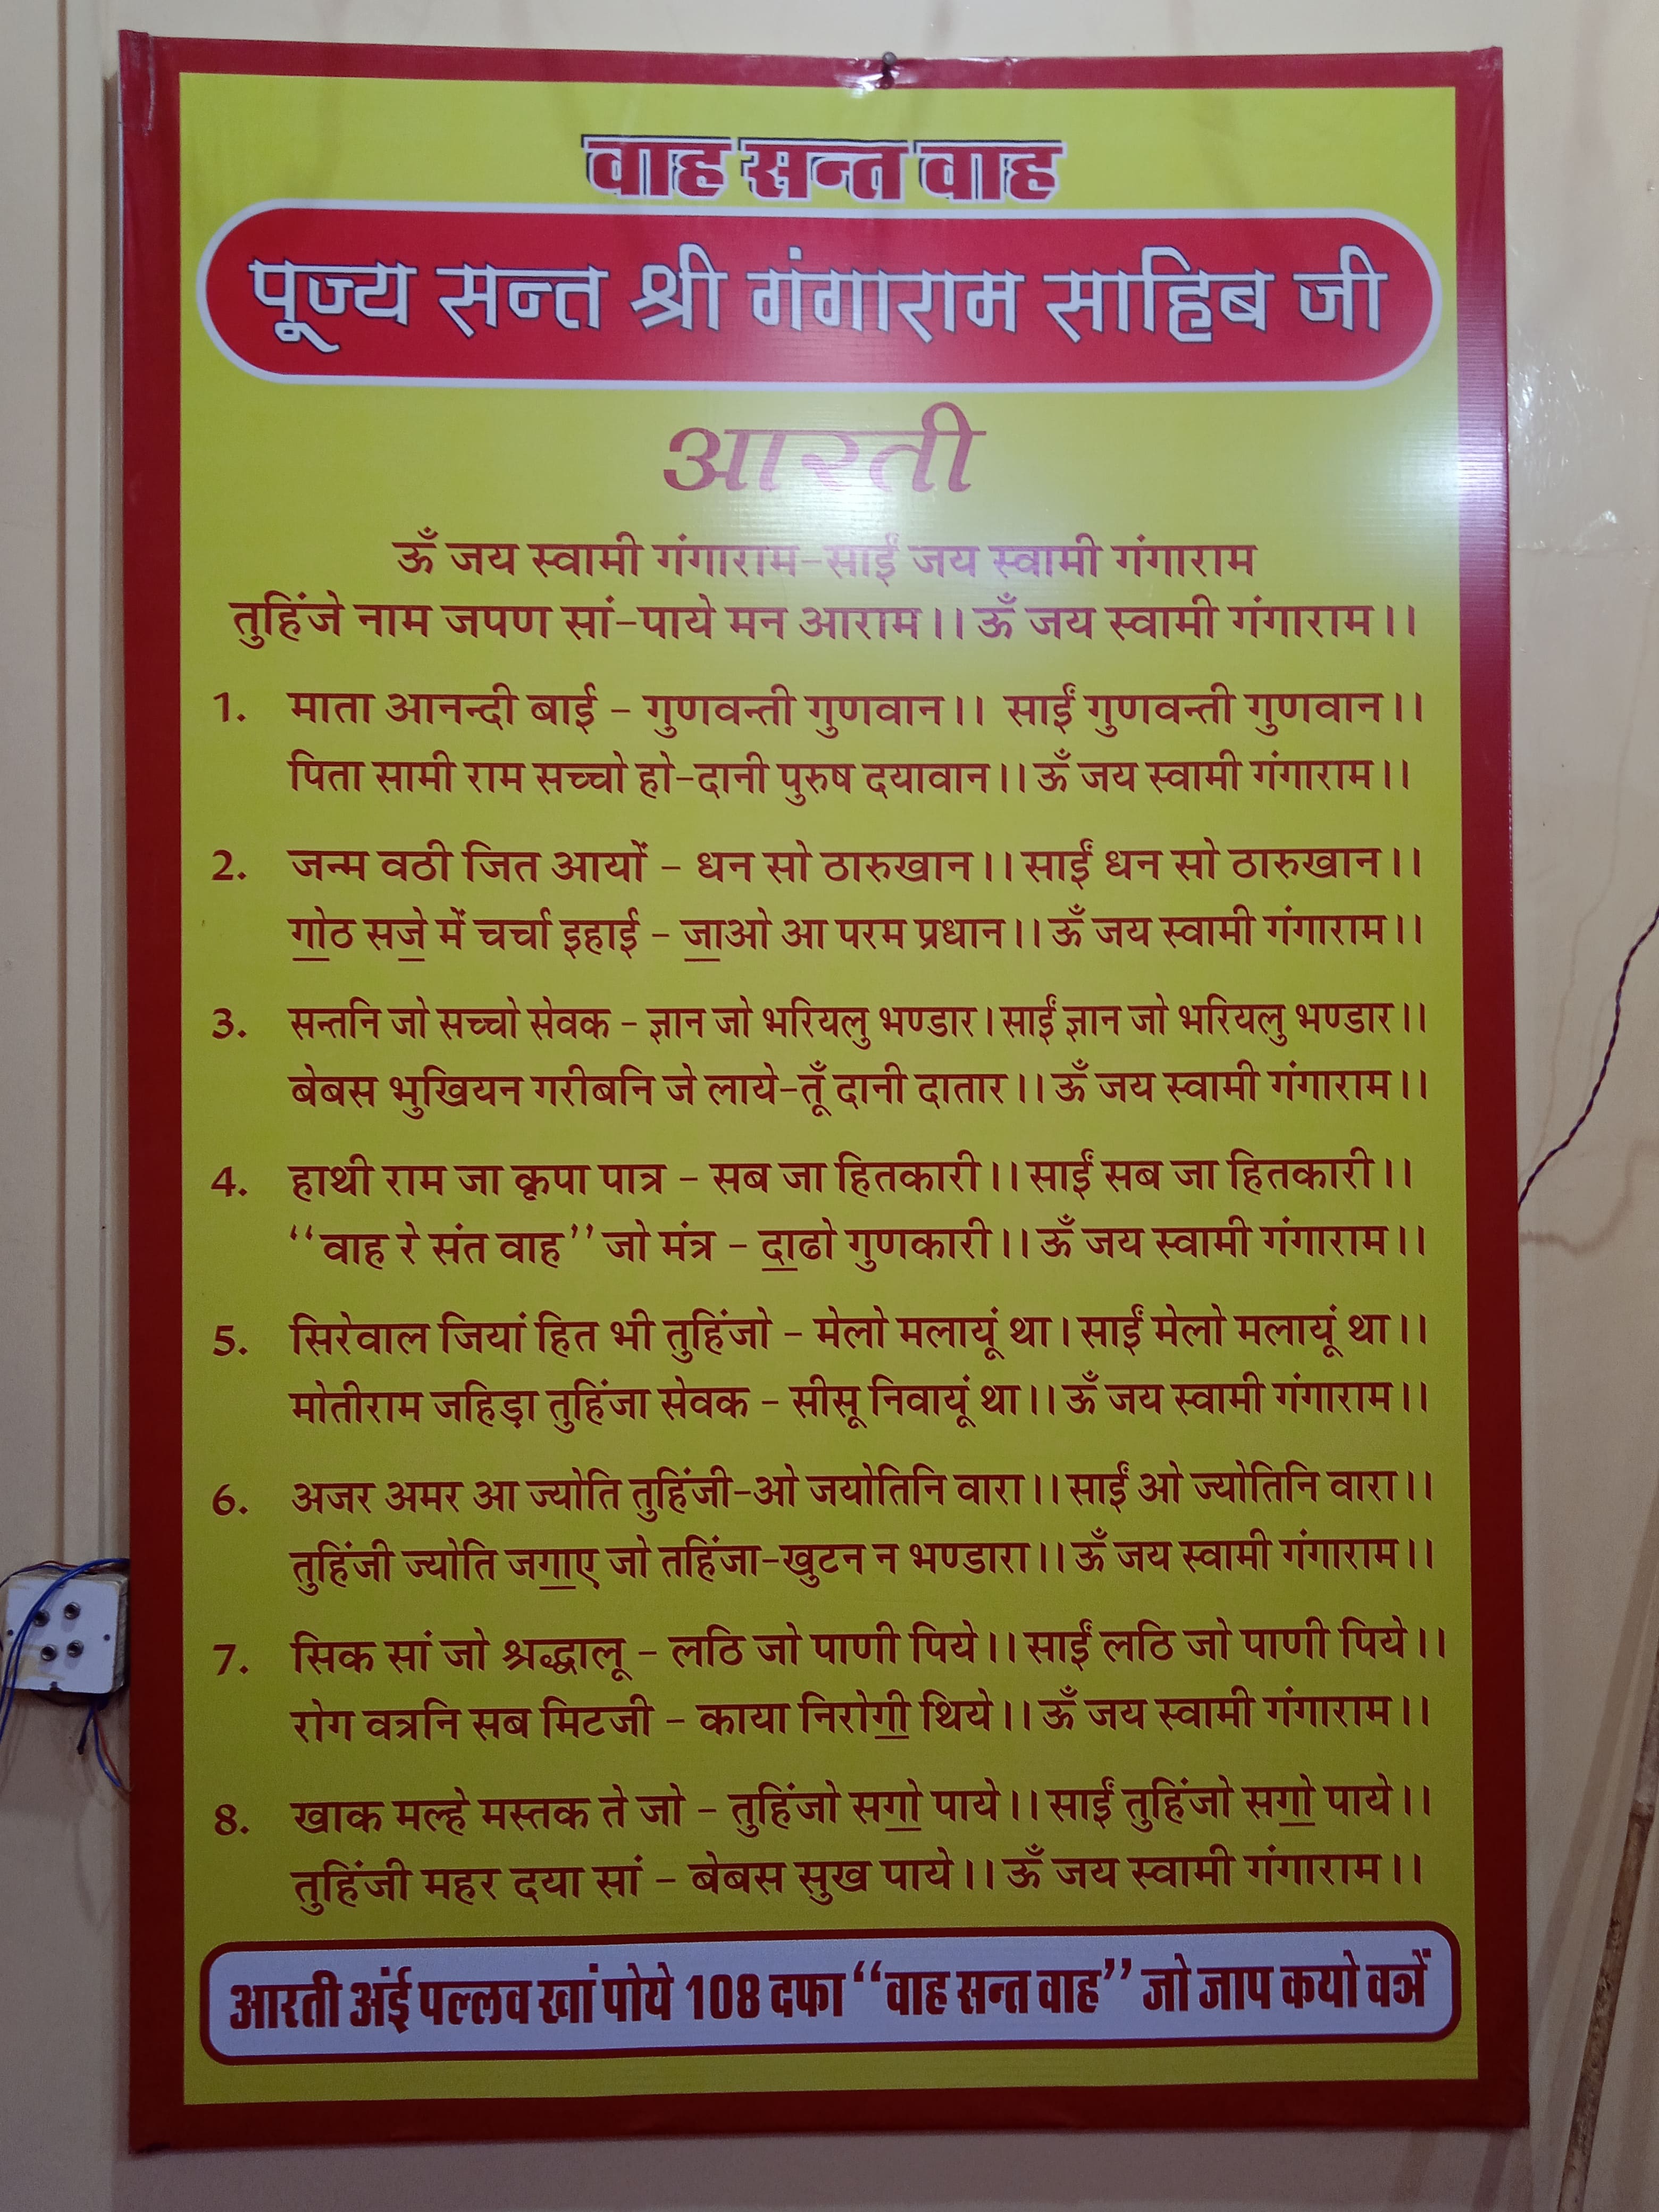 वाह सन्त वाह
पूज्य सन्त श्री गंगाराम साहिब जी
आरती
ऊँ जय स्वामी गंगाराम-साईं जय स्वामी गंगाराम
तुहिंजे नाम जपण सां-पाये मन आराम।। ऊँ जय स्वामी गंगाराम।।
1. माता आनन्दी बाई - गुणवन्ती गुणवान।। साईं गुणवन्ती गुणवान।।
पिता सामी राम सच्चो हो-दानी पुरुष दयावान।। ऊँ जय स्वामी गंगाराम।।
2. जन्म वठी जित आयों - धन सो ठारुखान।। साईं धन सो ठारुखान।।
गो॒ठ सजे॒ में चर्चा इहाई - जा॒ओ आ परम प्रधान।। ऊँ जय स्वामी गंगाराम।।
3. सन्तनि जो सच्चो सेवक - ज्ञान जो भरियलु भण्डार। साईं ज्ञान जो भरियलु भण्डार।।
बेबस भुखियन गरीबनि जे लाये-तूँ दानी दातार।। ऊँ जय स्वामी गंगाराम।।
4. हाथी राम जा कृपा पात्र - सब जा हितकारी।। साईं सब जा हितकारी।।
“वाह रे संत वाह” जो मंत्र - दा॒ढो गुणकारी।। ऊँ जय स्वामी गंगाराम।।
5. सिरेवाल जियां हित भी तुहिंजो - मेलो मलायूं था। साईं मेलो मलायूं था।।
मोतीराम जहिड़ा तुहिंजा सेवक - सीसू निवायूं था।। ऊँ जय स्वामी गंगाराम।।
6. अजर अमर आ ज्योति तुहिंजी-ओ जयोतिनि वारा।। साईं ओ ज्योतिनि वारा।।
तुहिंजी ज्योति जगा॒ए जो तहिंजा-खुटन न भण्डारा।। ऊँ जय स्वामी गंगाराम।।
7. सिक सां जो श्रद्धालू - लठि जो पाणी पिये।। साईं लठि जो पाणी पिये।।
रोग वत्रनि सब मिटजी - काया निरोगी॒ थिये।। ऊँ जय स्वामी गंगाराम।।
8. खाक मल्हे मस्तक ते जो - तुहिंजो सगो॒ पाये।। साईं तुहिंजो सगो॒ पाये।।
तुहिंजी महर दया सां - बेबस सुख पाये।। ऊँ जय स्वामी गंगाराम।।
आरती अंई पल्लव खां पोये 108 दफा “वाह सन्त वाह” जो जाप कयो वञें